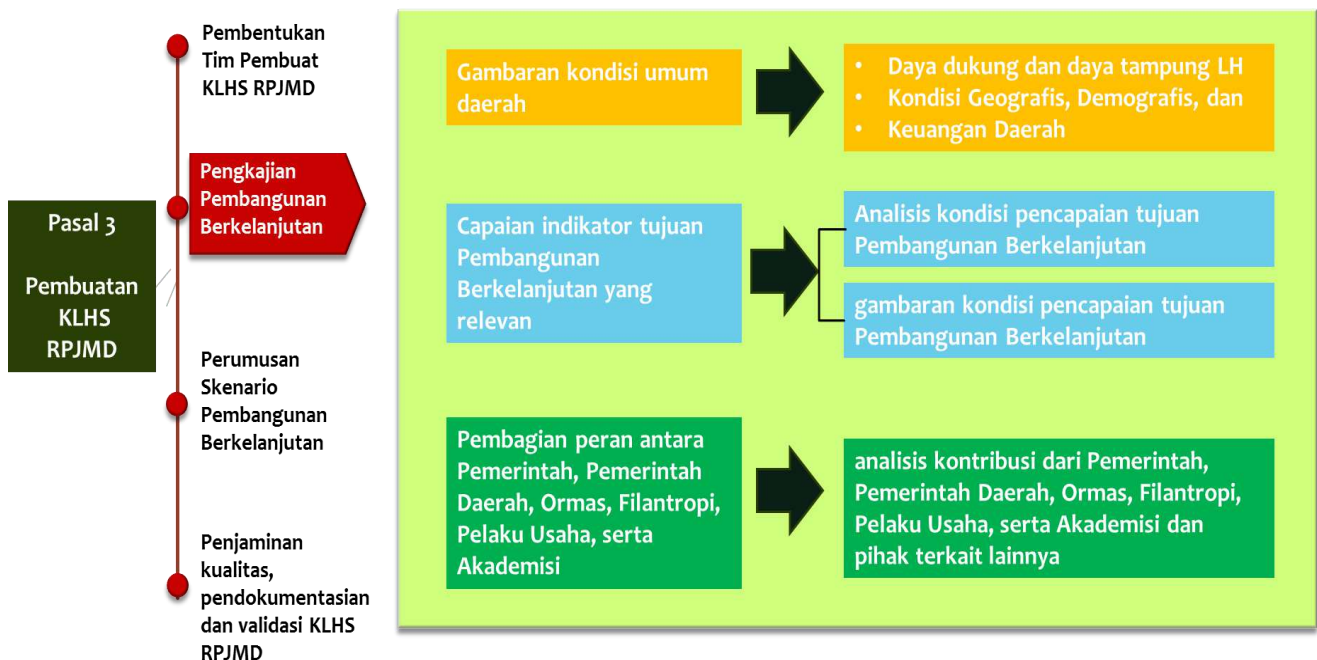 Pasal 3
Pembuatan
KLHS
RPJMD
Pembentukan
Tim Pembuat
KLHS RPJMD
Pengkajian
Pembangunan
Berkelanjutan
Perumusan
Skenario
Pembangunan
Berkelanjutan
Penjaminan
kualitas,
pendokumentasian
dan validasi KLHS
RPJMD
Gambaran kondisi umum
daerah
• Daya dukung dan daya tampung LH
• Kondisi Geografis, Demografis, dan
• Keuangan Daerah
Capaian indikator tujuan
Pembangunan
Berkelanjutan yang
relevan
Analisis kondisi pencapaian tujuan
Pembangunan Berkelanjutan
gambaran kondisi pencapaian tujuan
Pembangunan Berkelanjutan
Pembagian peran antara
Pemerintah, Pemerintah
Daerah, Ormas, Filantropi,
Pelaku Usaha, serta
Akademisi
analisis kontribusi dari Pemerintah,
Pemerintah Daerah, Ormas, Filantropi,
Pelaku Usaha, serta Akademisi dan
pihak terkait lainnya